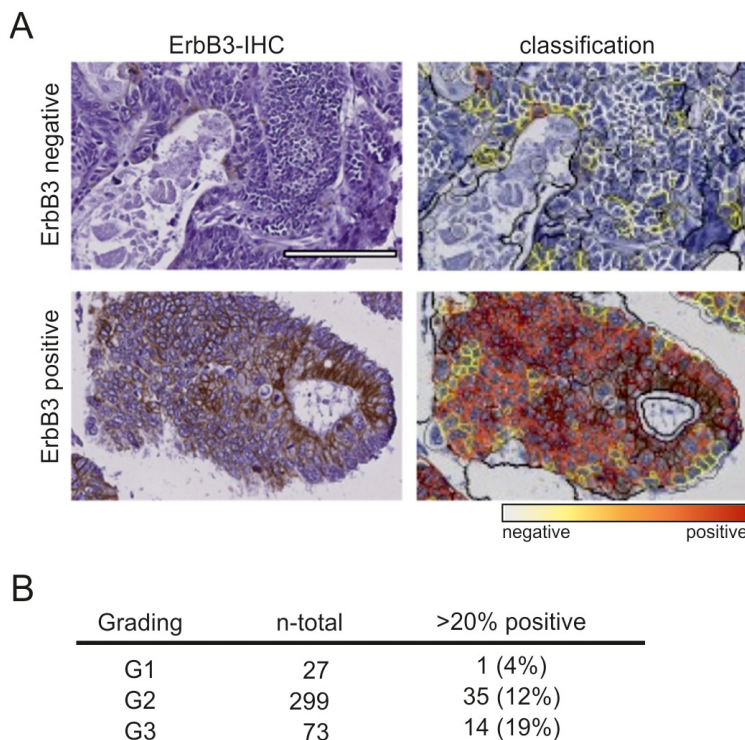 A
ErbB3-IHC classification
ErbB3 negative
ErbB3 positive
negative positive
B
Grading n-total >20% positive
G1 27 1 (4%)
G2 299 35 (12%)
G3 73 14 (19%)